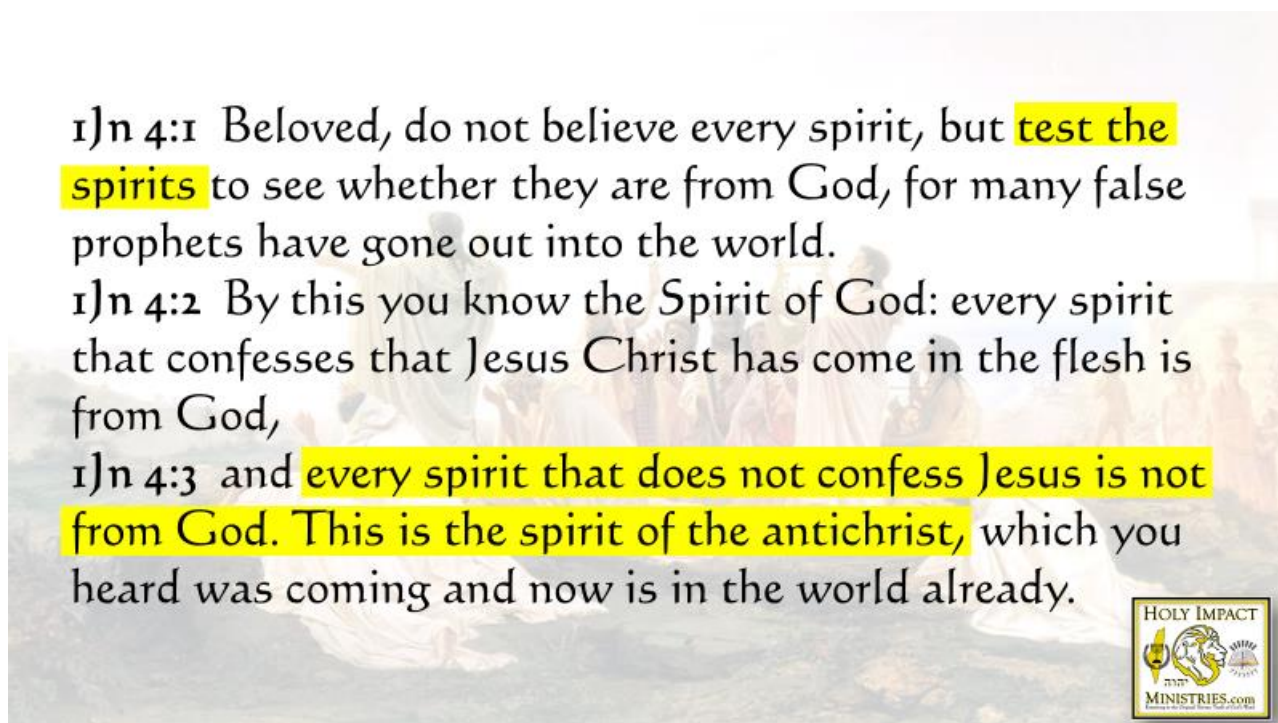 1Jn 4:1 Beloved, do not believe every spirit, but test the
spirits to see whether they are from God, for many false
prophets have gone out into the world.
1Jn 4:2 By this you know the Spirit of God: every spirit
that confesses that Jesus Christ has come in the flesh is
from God,
1Jn 4:3 and every spirit that does not confess Jesus is not
from God. This is the spirit of the antichrist, which you
heard was coming and now is in the world already.
HOLY IMPACT
יהוה
MINISTRIES.com